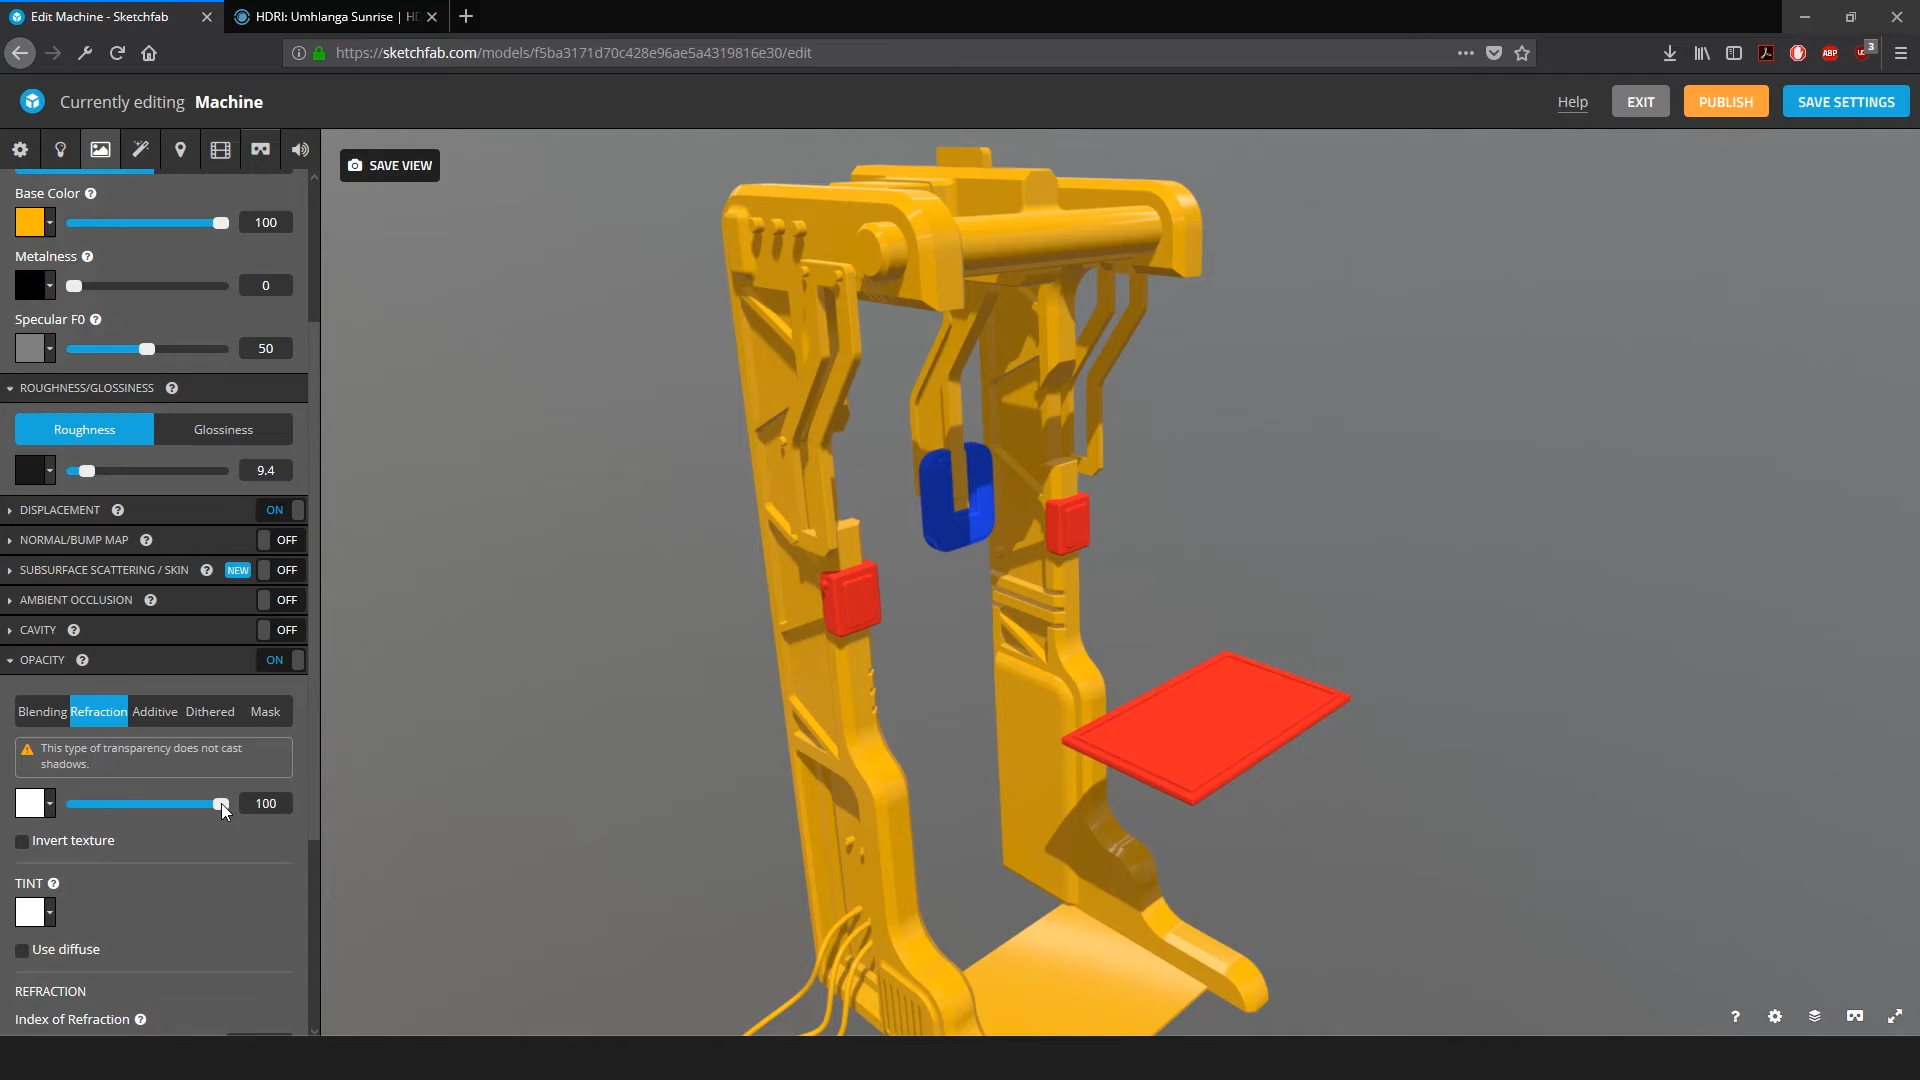 Edit Machine - Sketchfab
HDRI: Umhlanga Sunrise | HD
https://sketchfab.com/models/f5ba3171d70c428e96ae5a4319816e30/edit
ABP
3
Currently editing Machine
Help
EXIT
PUBLISH
SAVE SETTINGS
SAVE VIEW
Base Color ?
100
Metalness ?
0
Specular F0 ?
50
ROUGHNESS/GLOSSINESS ?
Roughness Glossiness
9.4
DISPLACEMENT ? ON
NORMAL/BUMP MAP ? OFF
SUBSURFACE SCATTERING / SKIN ? NEW OFF
AMBIENT OCCLUSION ? OFF
CAVITY ? OFF
OPACITY ? ON
Blending Refraction Additive Dithered Mask
This type of transparency does not cast
shadows.
100
Invert texture
TINT ?
Use diffuse
REFRACTION
Index of Refraction ?
?